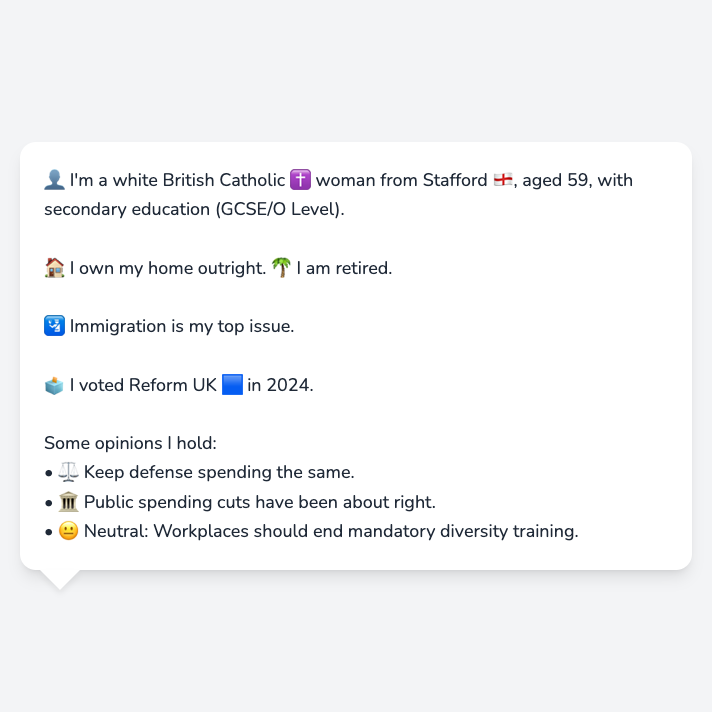 👤 I'm a white British Catholic ✝️ woman from Stafford 🏴󠁧󠁢󠁥󠁮󠁧󠁿, aged 59, with
secondary education (GCSE/O Level).
🏠 I own my home outright. 🌴 I am retired.
🛂 Immigration is my top issue.
🗳️ I voted Reform UK 🟦 in 2024.
Some opinions I hold:
• ⚖️ Keep defense spending the same.
• 🏛️ Public spending cuts have been about right.
• 😐 Neutral: Workplaces should end mandatory diversity training.